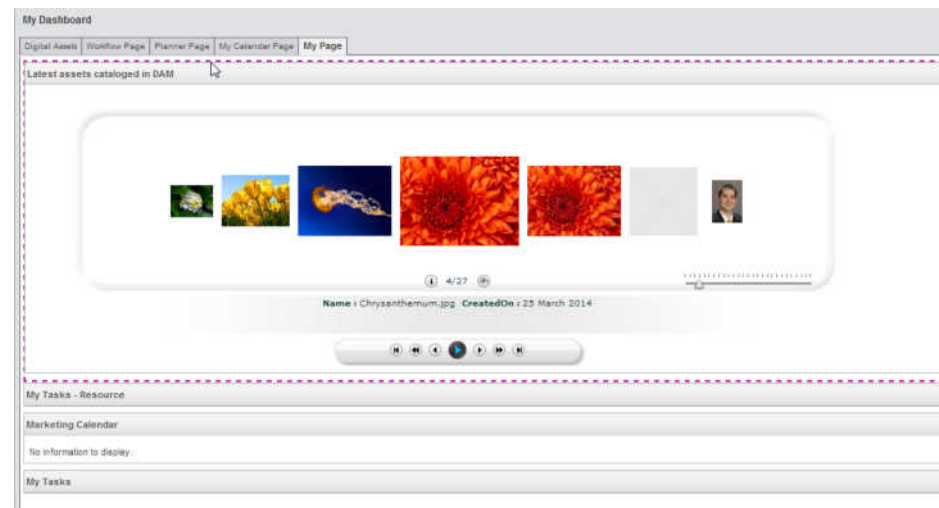 My Dashboard
Digital Assets Workflow Page Planner Page My Calendar Page My Page
Latest assets cataloged in DAM
4/27
Name : Chrysanthemum.jpg CreatedOn : 25 March 2014
My Tasks - Resource
Marketing Calendar
No information to display.
My Tasks